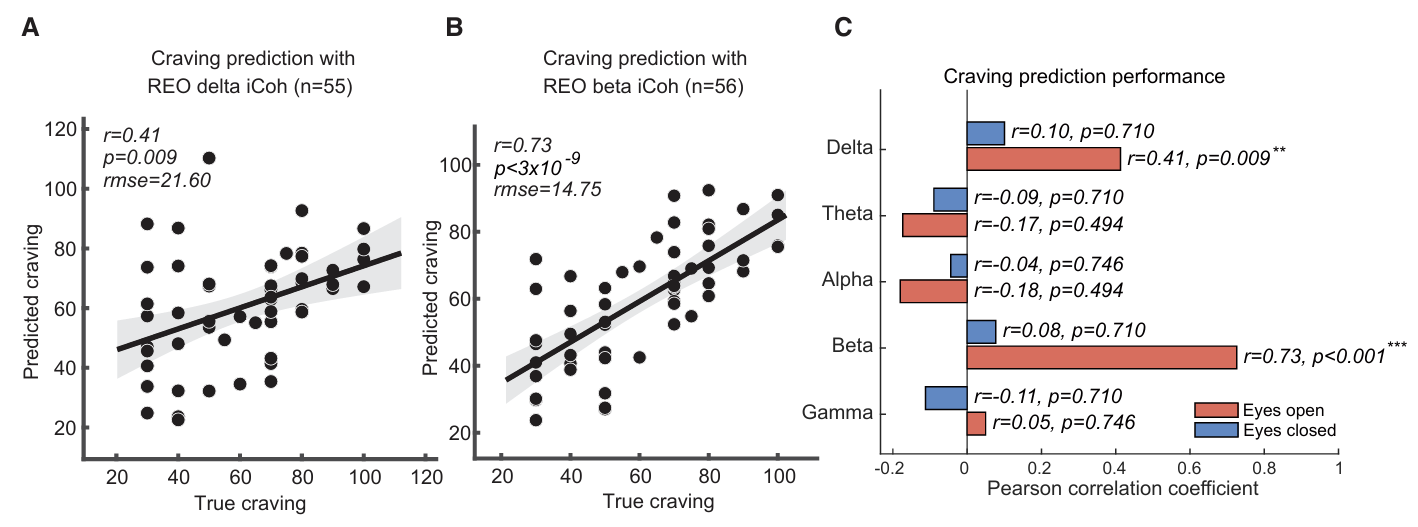 A
Craving prediction with
REO delta iCoh (n=55)
r=0.41
p=0.009
rmse=21.60
120
100
80
60
40
20
Predicted craving
20 40 60 80 100 120
True craving
B
Craving prediction with
REO beta iCoh (n=56)
r=0.73
p<3x10 -9
rmse=14.75
100
80
60
40
20
Predicted craving
20 40 60 80 100
True craving
C
Craving prediction performance
Delta
r=0.10, p=0.710
r=0.41, p=0.009**
Theta
r=-0.09, p=0.710
r=-0.17, p=0.494
Alpha
r=-0.04, p=0.746
r=-0.18, p=0.494
Beta
r=0.08, p=0.710
r=0.73, p<0.001***
Gamma
r=-0.11, p=0.710
r=0.05, p=0.746
Eyes open
Eyes closed
-0.2 0 0.2 0.4 0.6 0.8 1
Pearson correlation coefficient